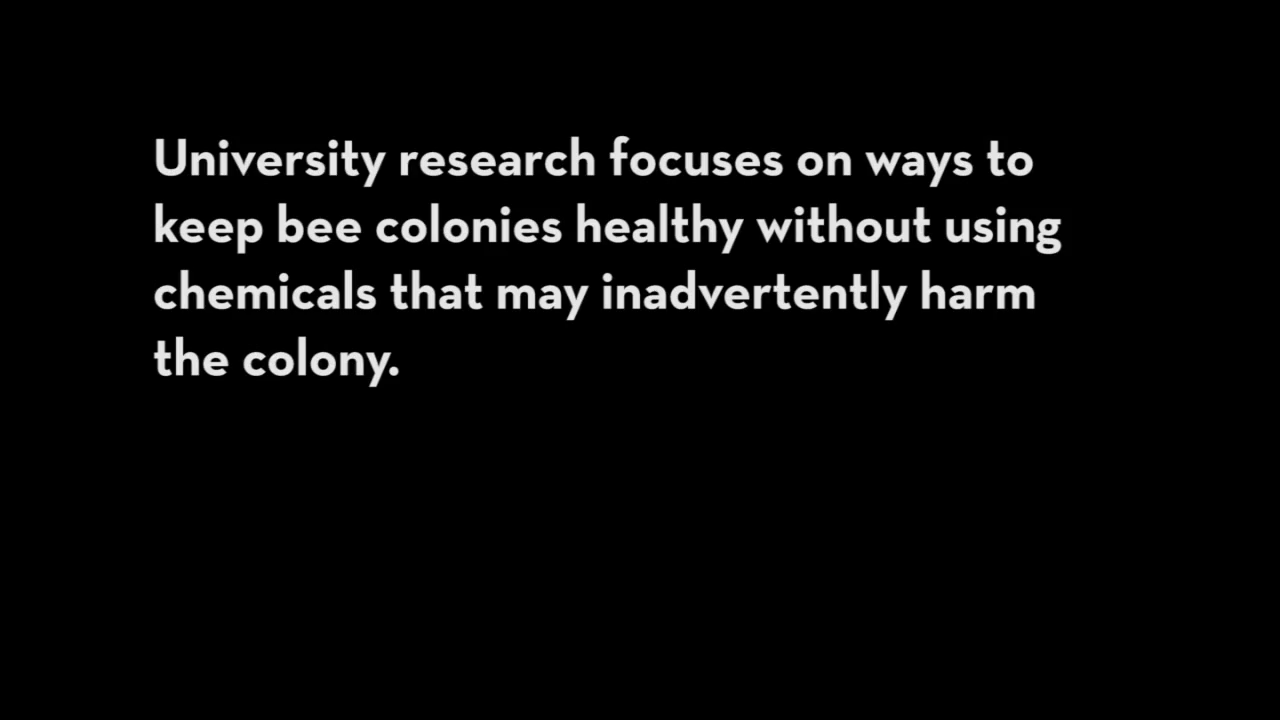 University research focuses on ways to
keep bee colonies healthy without using
chemicals that may inadvertently harm
the colony.